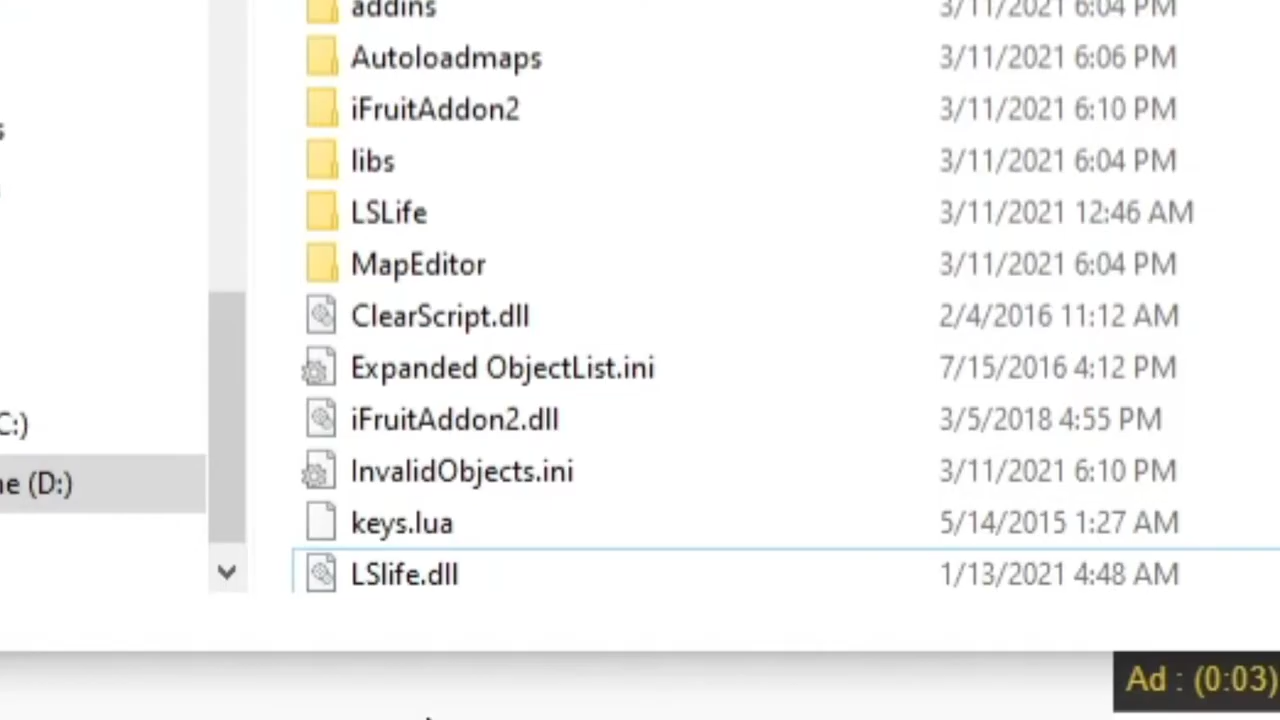 addins 3/11/2021 6:04 PM
Autoloadmaps 3/11/2021 6:06 PM
iFruitAddon2 3/11/2021 6:10 PM
s
libs 3/11/2021 6:04 PM
LSLife 3/11/2021 12:46 AM
MapEditor 3/11/2021 6:04 PM
ClearScript.dll 2/4/2016 11:12 AM
Expanded ObjectList.ini 7/15/2016 4:12 PM
C:) iFruitAddon2.dll 3/5/2018 4:55 PM
InvalidObjects.ini 3/11/2021 6:10 PM
ne (D:)
keys.lua 5/14/2015 1:27 AM
LSlife.dll 1/13/2021 4:48 AM
Ad : (0:03)